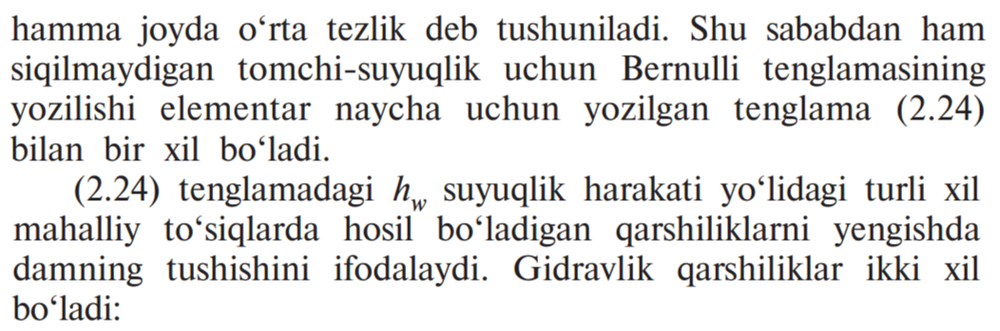 hamma joyda o‘rta tezlik deb tushuniladi. Shu sababdan ham
siqilmaydigan tomchi-suyuqlik uchun Bernulli tenglamasining
yozilishi elementar naycha uchun yozilgan tenglama (2.24)
bilan bir xil bo‘ladi.
(2.24) tenglamadagi h_w suyuqlik harakati yo‘lidagi turli xil
mahalliy to‘siqlarda hosil bo‘ladigan qarshiliklarni yengishda
damning tushishini ifodalaydi. Gidravlik qarshiliklar ikki xil
bo‘ladi: